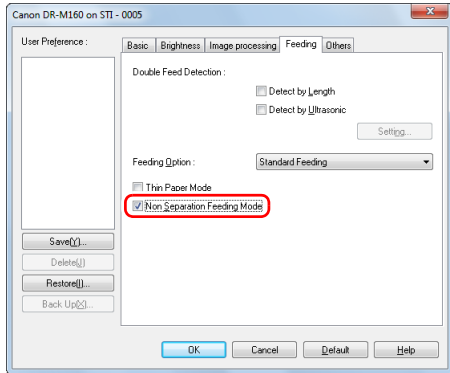 Canon DR-M160 on STI - 0005
User Preference :
Basic Brightness Image processing Feeding Others
Double Feed Detection :
Detect by Length
Detect by Ultrasonic
Setting...
Feeding Option : Standard Feeding
Thin Paper Mode
Non Separation Feeding Mode
Save(Y)...
Delete(J)
Restore(I)...
Back Up(X)...
OK Cancel Default Help